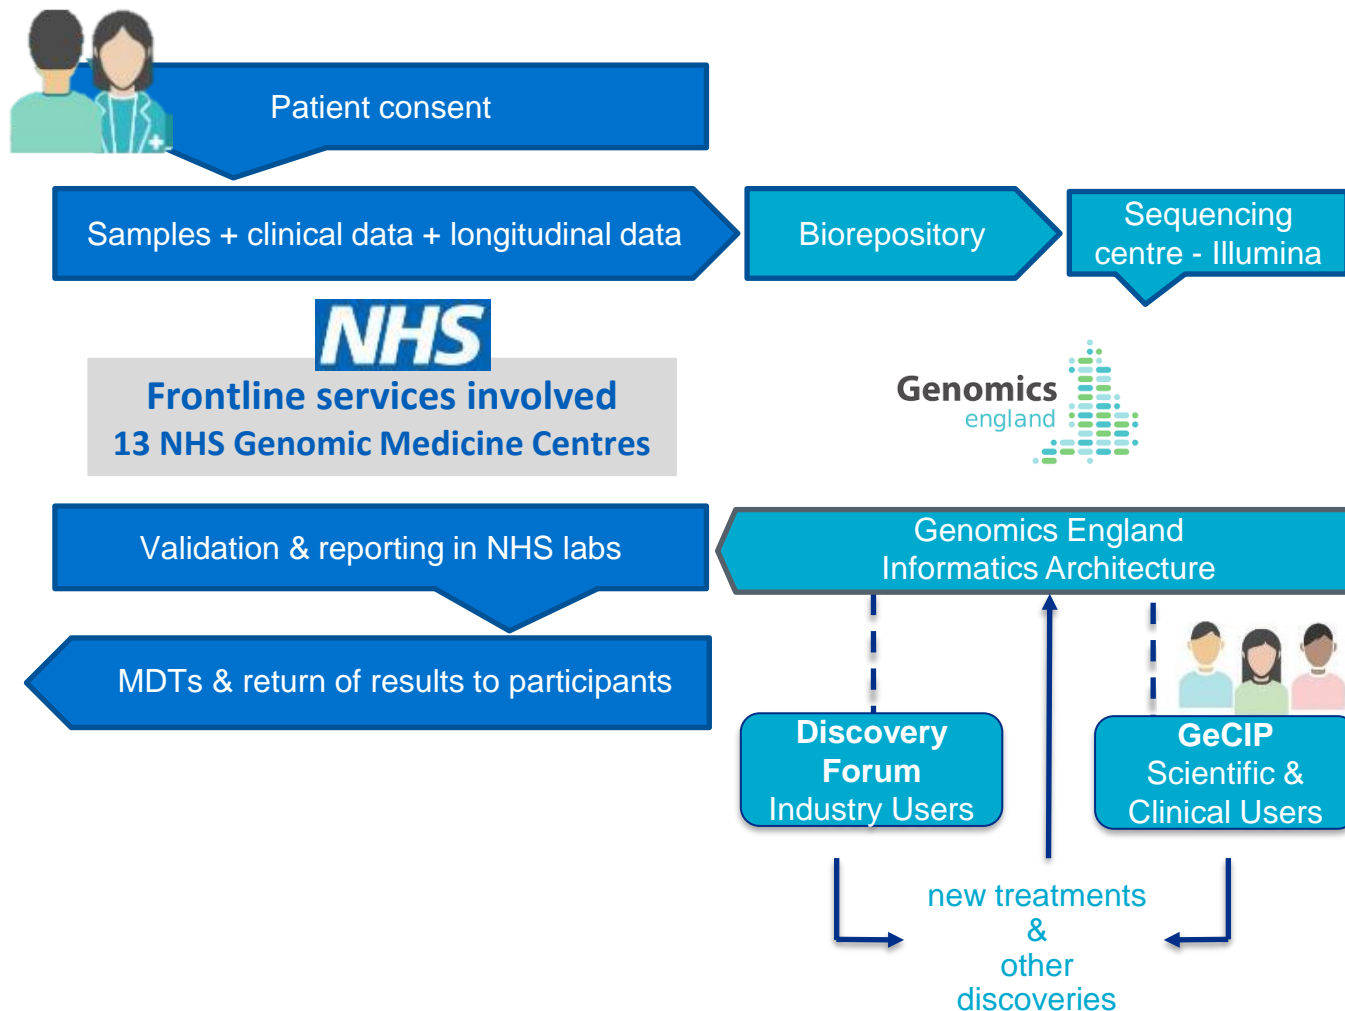 Patient consent
Samples + clinical data + longitudinal data
Biorepository
Sequencing
centre - Illumina
NHS
Frontline services involved
13 NHS Genomic Medicine Centres
Genomics
england
Validation & reporting in NHS labs
Genomics England
Informatics Architecture
MDTs & return of results to participants
Discovery
Forum
Industry Users
GeCIP
Scientific &
Clinical Users
new treatments
&
other
discoveries